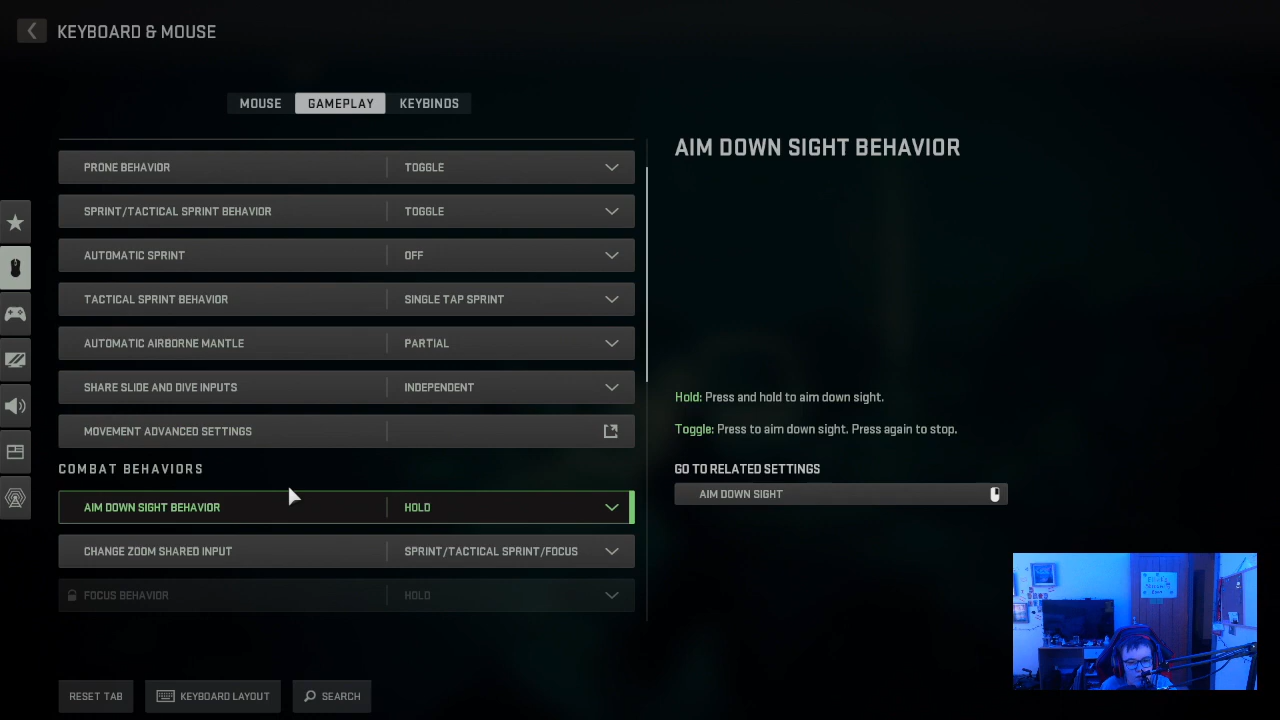 KEYBOARD & MOUSE
MOUSE GAMEPLAY KEYBINDS
PRONE BEHAVIOR TOGGLE
SPRINT/TACTICAL SPRINT BEHAVIOR TOGGLE
AUTOMATIC SPRINT OFF
TACTICAL SPRINT BEHAVIOR SINGLE TAP SPRINT
AUTOMATIC AIRBORNE MANTLE PARTIAL
SHARE SLIDE AND DIVE INPUTS INDEPENDENT
MOVEMENT ADVANCED SETTINGS
COMBAT BEHAVIORS
AIM DOWN SIGHT BEHAVIOR HOLD
CHANGE ZOOM SHARED INPUT SPRINT/TACTICAL SPRINT/FOCUS
FOCUS BEHAVIOR HOLD
RESET TAB KEYBOARD LAYOUT SEARCH
AIM DOWN SIGHT BEHAVIOR
Hold: Press and hold to aim down sight.
Toggle: Press to aim down sight. Press again to stop.
GO TO RELATED SETTINGS
AIM DOWN SIGHT